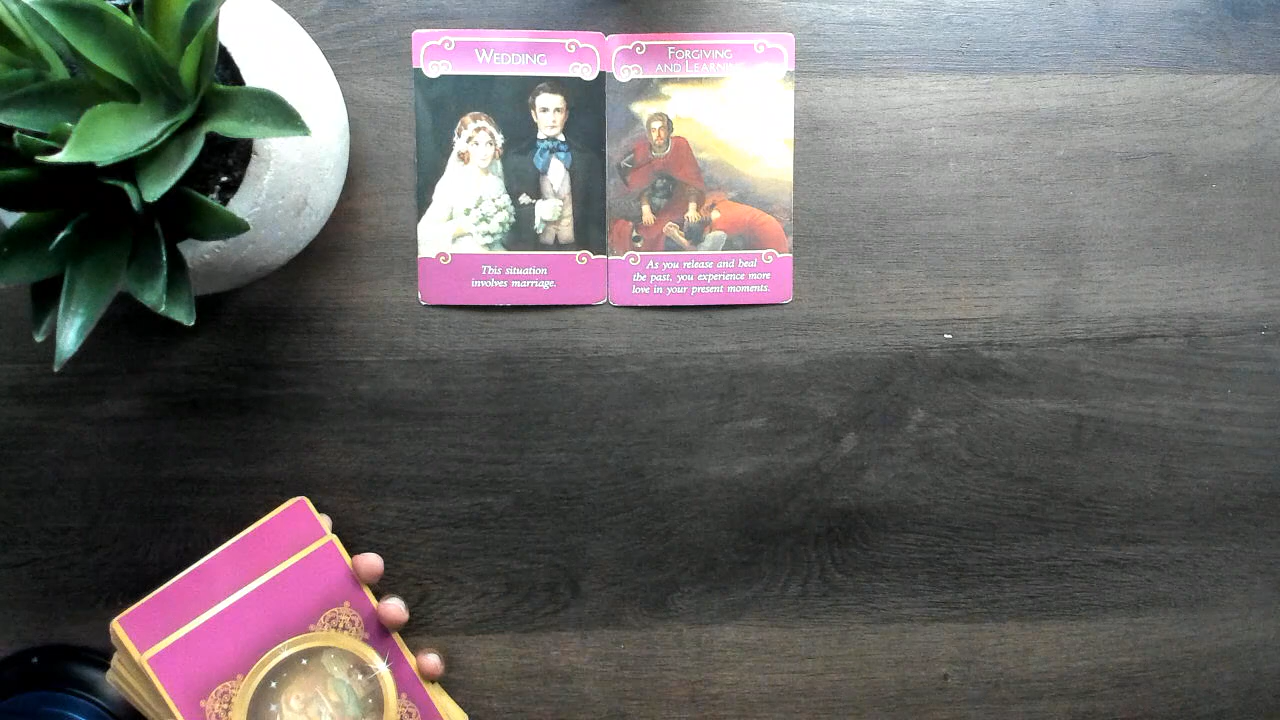 WEDDING
This situation
involves marriage.
FORGIVING
AND LEARNING
As you release and heal
the past, you experience more
love in your present moments.